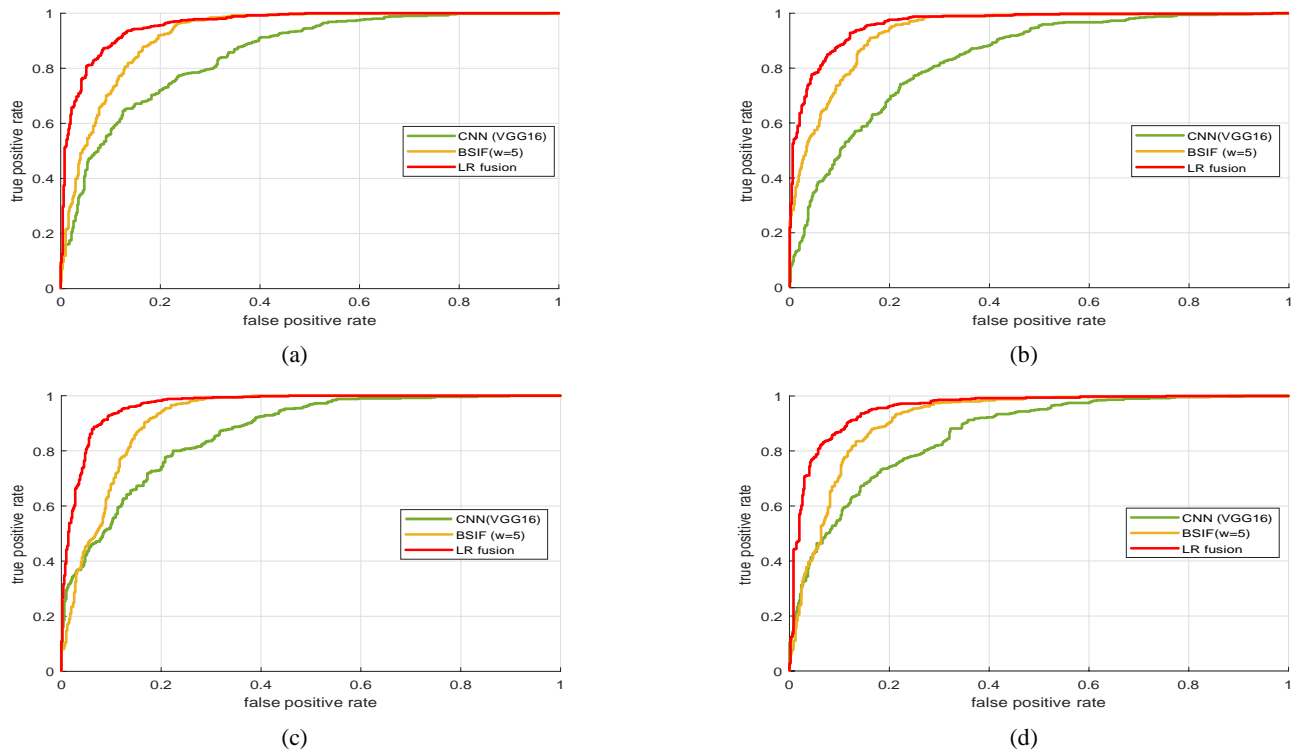 1
0.8
0.6
0.4
0.2
0
true positive rate
CNN (VGG16)
BSIF(w=5)
LR fusion
0 0.2 0.4 0.6 0.8 1
false positive rate
(a)
1
0.8
0.6
0.4
0.2
0
true positive rate
CNN(VGG16)
BSIF (w=5)
LR fusion
0 0.2 0.4 0.6 0.8 1
false positive rate
(b)
1
0.8
0.6
0.4
0.2
0
true positive rate
CNN(VGG16)
BSIF (w=5)
LR fusion
0 0.2 0.4 0.6 0.8 1
false positive rate
(c)
1
0.8
0.6
0.4
0.2
0
true positive rate
CNN (VGG16)
BSIF(w=5)
LR fusion
0 0.2 0.4 0.6 0.8 1
false positive rate
(d)